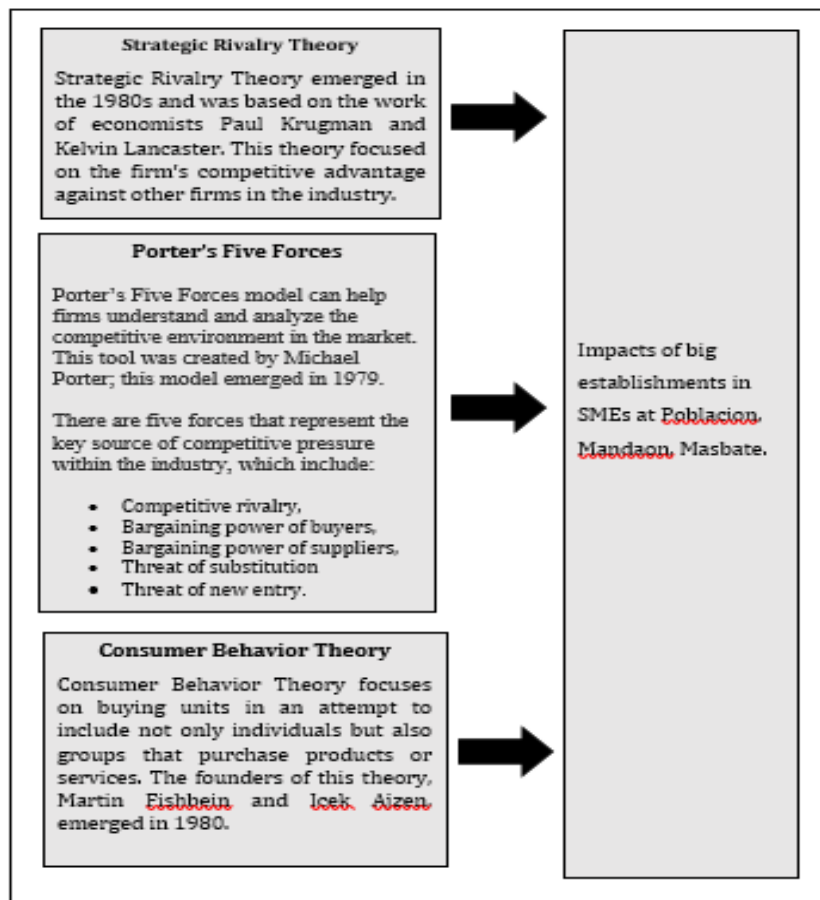 Strategic Rivalry Theory
Strategic Rivalry Theory emerged in
the 1980s and was based on the work
of economists Paul Krugman and
Kelvin Lancaster. This theory focused
on the firm's competitive advantage
against other firms in the industry.
Porter's Five Forces
Porter's Five Forces model can help
firms understand and analyze the
competitive environment in the market.
This tool was created by Michael
Porter; this model emerged in 1979.
There are five forces that represent the
key source of competitive pressure
within the industry, which include:
• Competitive rivalry,
• Bargaining power of buyers,
• Bargaining power of suppliers,
• Threat of substitution
• Threat of new entry.
Consumer Behavior Theory
Consumer Behavior Theory focuses
on buying units in an attempt to
include not only individuals but also
groups that purchase products or
services. The founders of this theory,
Martin Fishbein and Icek Aizen,
emerged in 1980.
Impacts of big
establishments in
SMEs at Poblacion,
Mandaon, Masbate.